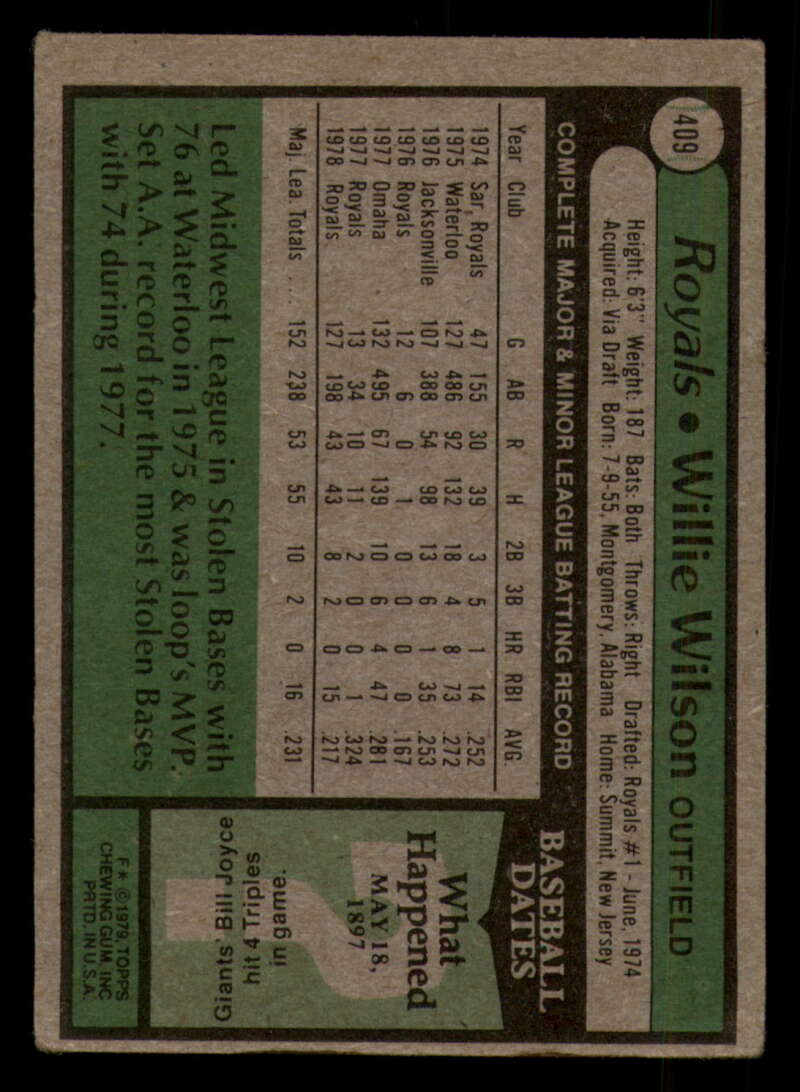 409
Royals • Willie Wilson OUTFIELD
Height: 6'3" Weight: 187 Bats: Both Throws: Right Drafted: Royals #1 - June, 1974
Acquired: Via Draft Born: 7-9-55, Montgomery, Alabama Home: Summit, New Jersey
COMPLETE MAJOR & MINOR LEAGUE BATTING RECORD
Year Club G AB R H 2B 3B HR RBI AVG.
1974 Sar. Royals 47 155 30 39 3 5 1 14 .252
1975 Waterloo 127 486 92 132 18 4 8 73 .272
1976 Jacksonville 107 388 54 98 13 6 1 35 .253
1976 Royals 12 6 0 1 0 0 0 0 .167
1977 Omaha 132 495 67 139 10 6 4 47 .281
1977 Royals 13 34 10 11 2 0 0 1 .324
1978 Royals 127 198 43 43 8 2 0 15 .217
Maj. Lea. Totals .... 152 238 53 55 10 2 0 16 .231
Led Midwest League in Stolen Bases with
76 at Waterloo in 1975 & was loop's MVP.
Set A.A. record for the most Stolen Bases
with 74 during 1977.
BASEBALL
DATES
What
Happened
MAY 18,
1897
?
Giants' Bill Joyce
hit 4 Triples
in game.
F* © 1979, TOPPS
CHEWING GUM, INC
PRTD. IN U.S.A.